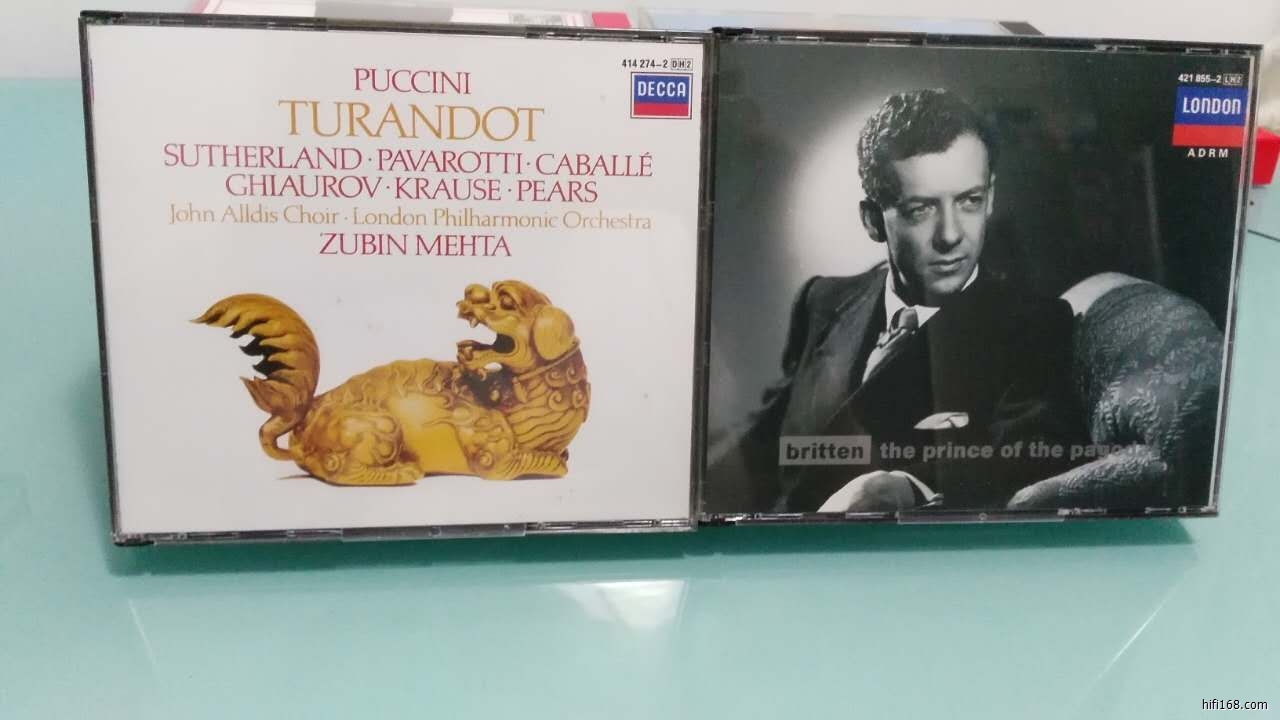 414 274-2 DH2
DECCA
PUCCINI
TURANDOT
SUTHERLAND · PAVAROTTI · CABALLÉ
GHIAUROV · KRAUSE · PEARS
John Alldis Choir · London Philharmonic Orchestra
ZUBIN MEHTA
421 855-2 LH2
LONDON
ADRM
britten the prince of the
hifi168.com